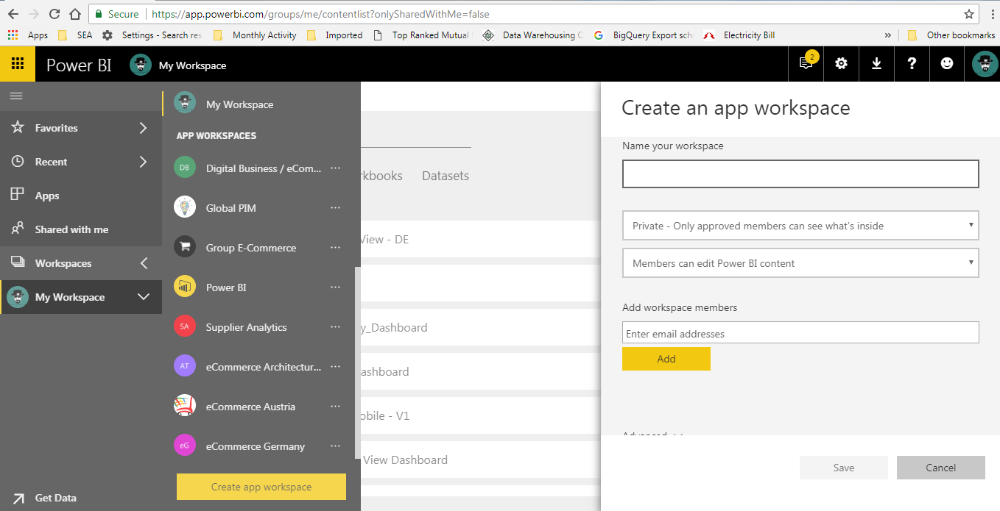 Secure https://app.powerbi.com/groups/me/contentlist?onlySharedWithMe=false
Apps SEA Settings - Search res Monthly Activity Imported Top Ranked Mutual Data Warehousing C BigQuery Export sch Electricity Bill » Other bookmarks
Power BI My Workspace 2
Favorites
Recent
Apps
Shared with me
Workspaces
My Workspace
Get Data
My Workspace
APP WORKSPACES
DB Digital Business / eCom... ...
Global PIM ...
Group E-Commerce ...
Power BI ...
SA Supplier Analytics ...
AT eCommerce Architectur... ...
eCommerce Austria ...
eG eCommerce Germany ...
Create app workspace
rkbooks Datasets
View - DE
y_Dashboard
ashboard
obile - V1
View Dashboard
Create an app workspace
Name your workspace
Private - Only approved members can see what's inside
Members can edit Power BI content
Add workspace members
Enter email addresses
Add
Advanced
Save Cancel